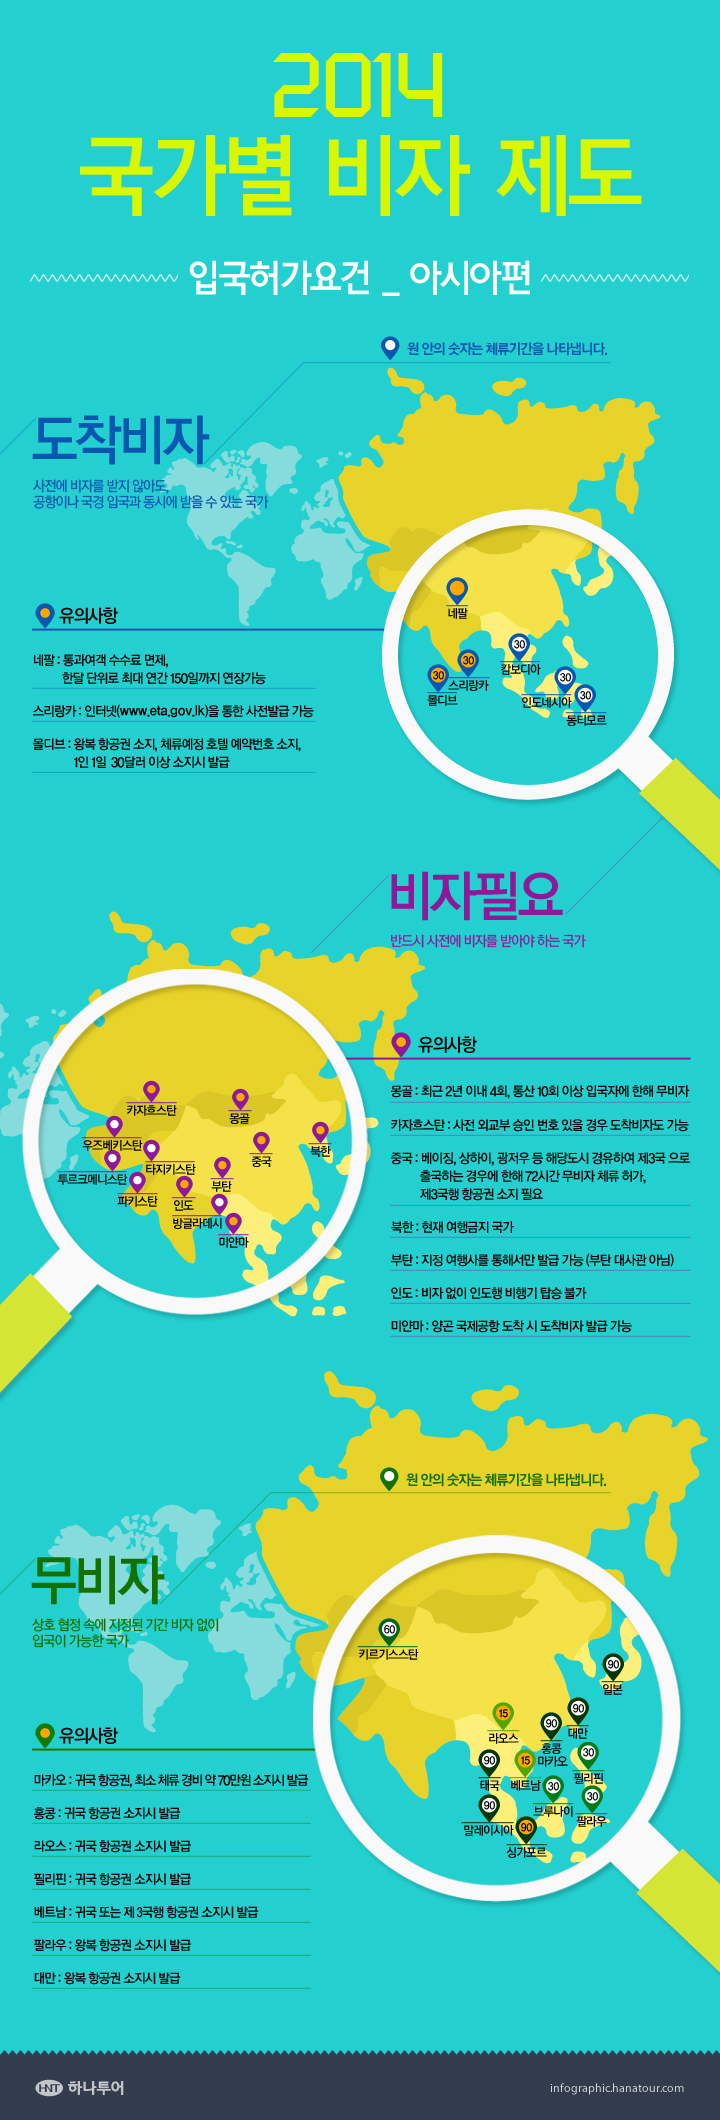 2014
국가별 비자 제도
입국허가요건 _ 아시아편
원 안의 숫자는 체류기간을 나타냅니다.
도착비자
사전에 비자를 받지 않아도,
공항이나 국경 입국과 동시에 받을 수 있는 국가
네팔
30
캄보디아
30
스리랑카
30
몰디브
30
인도네시아
30
동티모르
유의사항
네팔 : 통과여객 수수료 면제,
한달 단위로 최대 연간 150일까지 연장가능
스리랑카 : 인터넷(www.eta.gov.lk)을 통한 사전발급 가능
몰디브 : 왕복 항공권 소지, 체류예정 호텔 예약번호 소지,
1인 1일 30달러 이상 소지시 발급
비자필요
반드시 사전에 비자를 받아야 하는 국가
카자흐스탄
몽골
우즈베키스탄
중국
북한
투르크메니스탄
타지키스탄
부탄
파키스탄
인도
방글라데시
미얀마
유의사항
몽골 : 최근 2년 이내 4회, 통산 10회 이상 입국자에 한해 무비자
카자흐스탄 : 사전 외교부 승인 번호 있을 경우 도착비자도 가능
중국 : 베이징, 상하이, 광저우 등 해당도시 경유하여 제3국 으로
출국하는 경우에 한해 72시간 무비자 체류 허가,
제3국행 항공권 소지 필요
북한 : 현재 여행금지 국가
부탄 : 지정 여행사를 통해서만 발급 가능 (부탄 대사관 아님)
인도 : 비자 없이 인도행 비행기 탑승 불가
미얀마 : 양곤 국제공항 도착 시 도착비자 발급 가능
원 안의 숫자는 체류기간을 나타냅니다.
무비자
상호 협정 속에 지정된 기간 비자 없이
입국이 가능한 국가
60
키르기스스탄
90
일본
15
라오스
90
홍콩
마카오
90
대만
90
태국
15
베트남
30
필리핀
30
브루나이
30
팔라우
90
말레이시아
90
싱가포르
유의사항
마카오 : 귀국 항공권, 최소 체류 경비 약 70만원 소지시 발급
홍콩 : 귀국 항공권 소지시 발급
라오스 : 귀국 항공권 소지시 발급
필리핀 : 귀국 항공권 소지시 발급
베트남 : 귀국 또는 제 3국행 항공권 소지시 발급
팔라우 : 왕복 항공권 소지시 발급
대만 : 왕복 항공권 소지시 발급
HNT 하나투어
infographic.hanatour.com